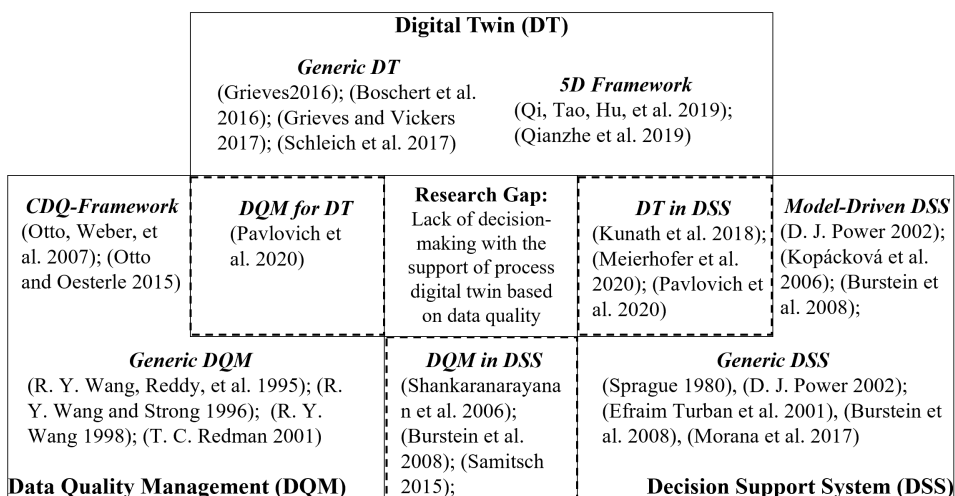 Digital Twin (DT)
Generic DT
(Grieves2016); (Boschert et al.
2016); (Grieves and Vickers
2017); (Schleich et al. 2017)
5D Framework
(Qi, Tao, Hu, et al. 2019);
(Qianzhe et al. 2019)
CDQ-Framework
(Otto, Weber, et
al. 2007); (Otto
and Oesterle 2015)
DQM for DT
(Pavlovich et
al. 2020)
Research Gap:
Lack of decision-
making with the
support of process
digital twin based
on data quality
DT in DSS
(Kunath et al. 2018);
(Meierhofer et al.
2020); (Pavlovich et
al. 2020)
Model-Driven DSS
(D. J. Power 2002);
(Kopácková et al.
2006); (Burstein et
al. 2008);
Generic DQM
(R. Y. Wang, Reddy, et al. 1995); (R.
Y. Wang and Strong 1996); (R. Y.
Wang 1998); (T. C. Redman 2001)
DQM in DSS
(Shankaranarayana
n et al. 2006);
(Burstein et al.
2008); (Samitsch
2015);
Generic DSS
(Sprague 1980), (D. J. Power 2002);
(Efraim Turban et al. 2001), (Burstein et
al. 2008), (Morana et al. 2017)
Data Quality Management (DQM)
Decision Support System (DSS)